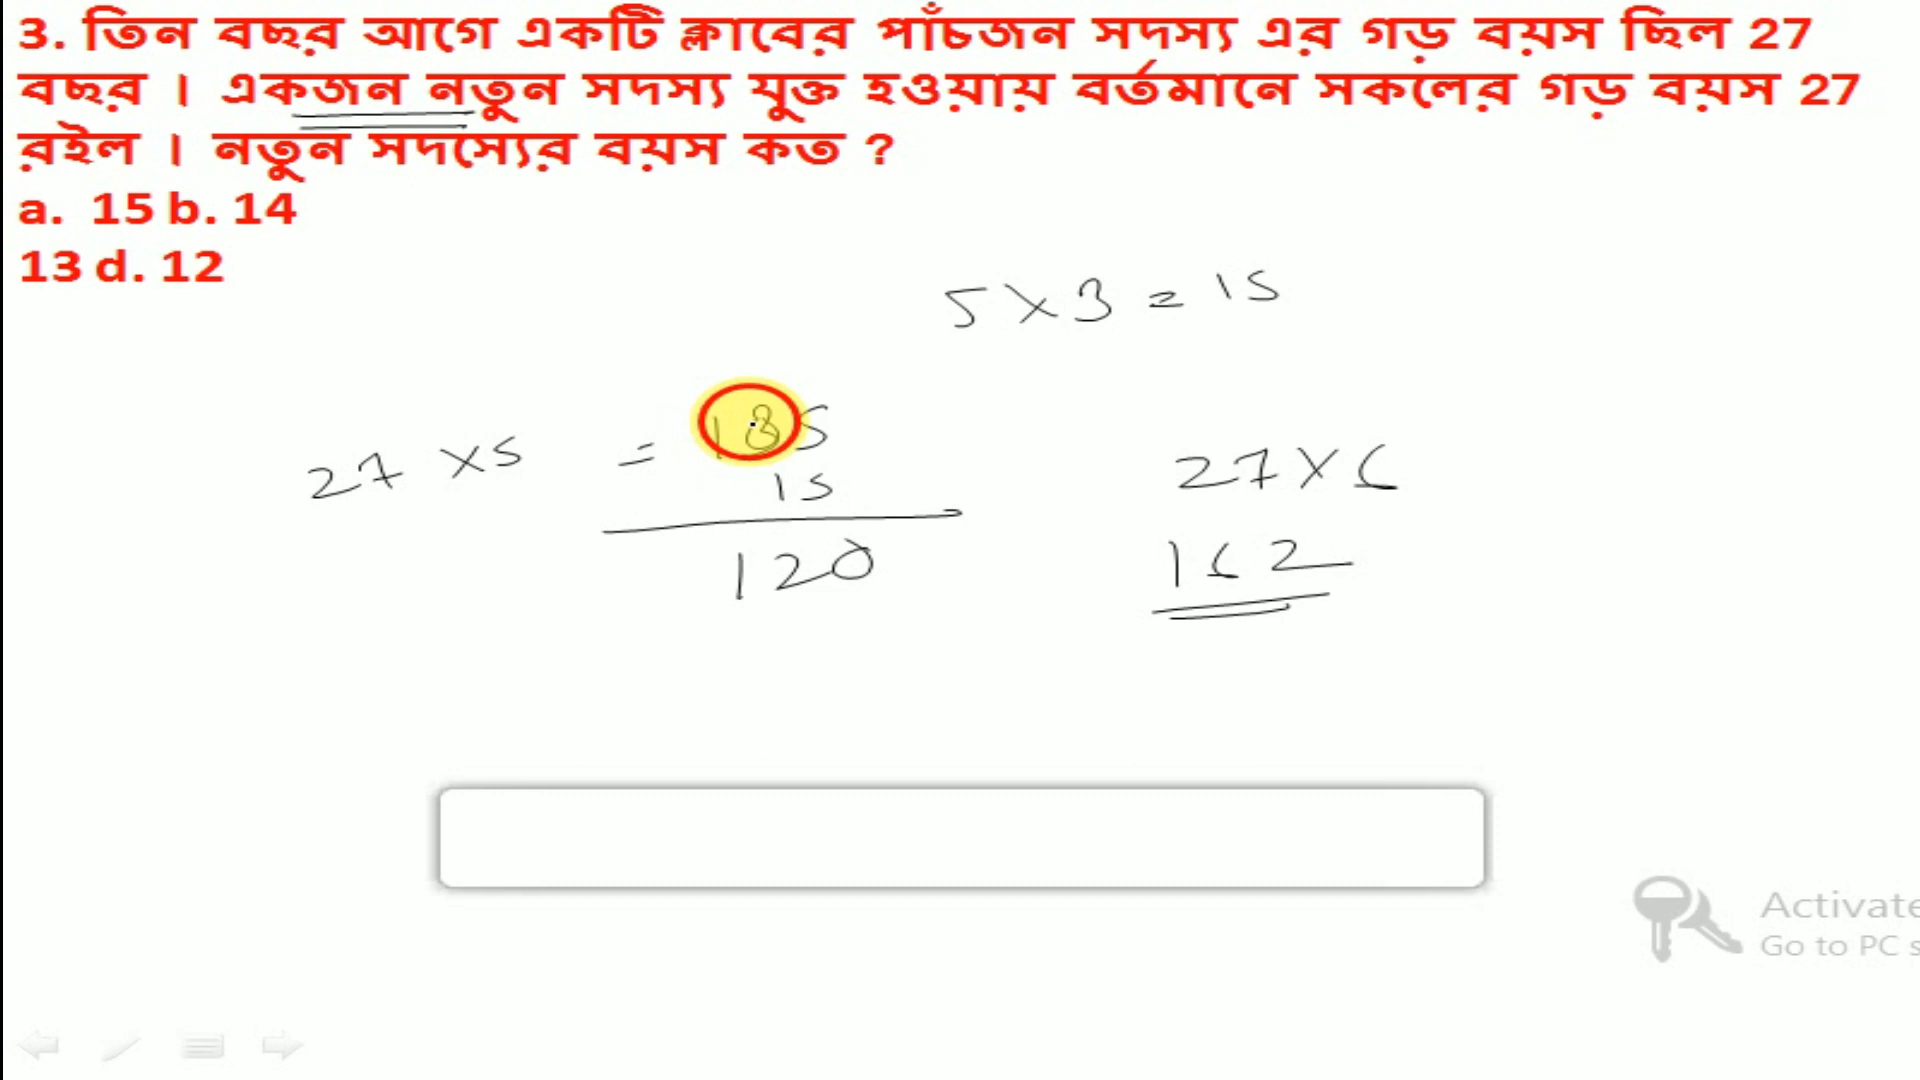 3. তিন বছর আগে একটি ক্লাবের পাঁচজন সদস্য এর গড় বয়স ছিল 27
বছর । একজন নতুন সদস্য যুক্ত হওয়ায় বর্তমানে সকলের গড় বয়স 27
রইল । নতুন সদস্যের বয়স কত ?
a. 15 b. 14
13 d. 12
5 × 3 = 15
27 × 5 = 135
15
120
27 × 6
162
Activate
Go to PC s